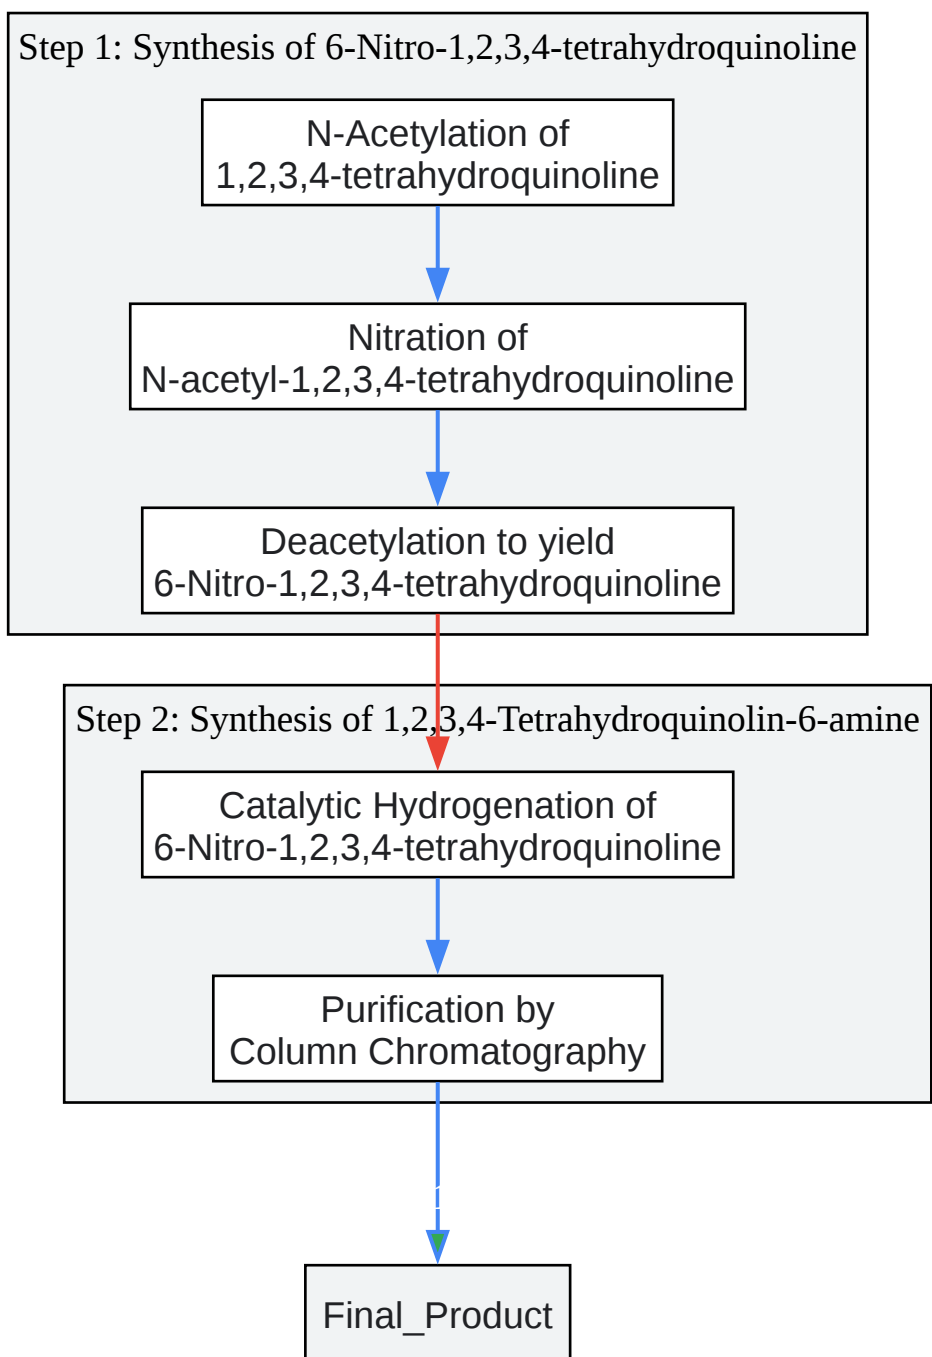 Step 1: Synthesis of 6-Nitro-1,2,3,4-tetrahydroquinoline
N-Acetylation of
1,2,3,4-tetrahydroquinoline
Nitration of
N-acetyl-1,2,3,4-tetrahydroquinoline
Deacetylation to yield
6-Nitro-1,2,3,4-tetrahydroquinoline
Step 2: Synthesis of 1,2,3,4-Tetrahydroquinolin-6-amine
Catalytic Hydrogenation of
6-Nitro-1,2,3,4-tetrahydroquinoline
Purification by
Column Chromatography
Final_Product